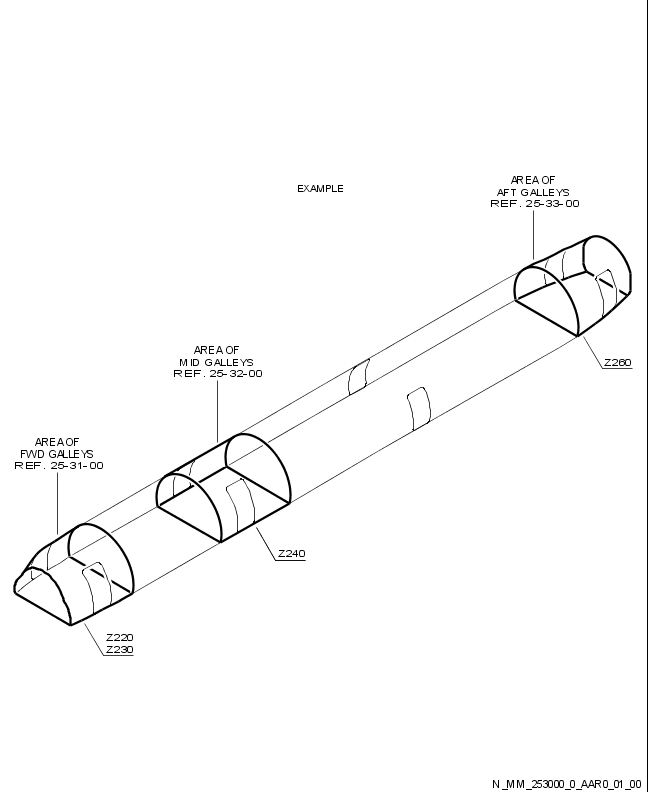 EXAMPLE
AREA OF
AFT GALLEYS
REF. 25-33-00
Z260
AREA OF
MID GALLEYS
REF. 25-32-00
Z240
AREA OF
FWD GALLEYS
REF. 25-31-00
Z220
Z230
N_MM_253000_0_AAR0_01_00